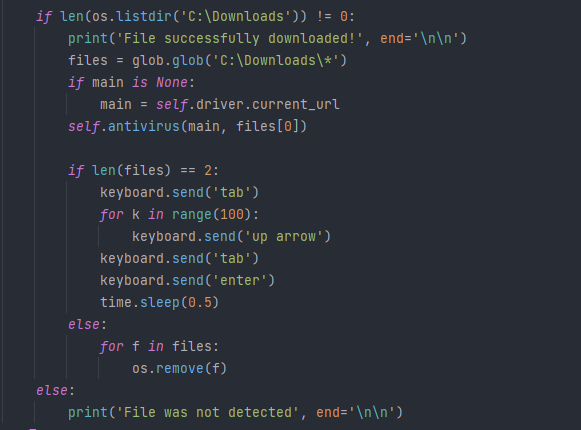 if len(os.listdir('C:\Downloads')) != 0:
    print('File successfully downloaded!', end='\n\n')
    files = glob.glob('C:\Downloads\*')
    if main is None:
        main = self.driver.current_url
    self.antivirus(main, files[0])

    if len(files) == 2:
        keyboard.send('tab')
        for k in range(100):
            keyboard.send('up arrow')
        keyboard.send('tab')
        keyboard.send('enter')
        time.sleep(0.5)
    else:
        for f in files:
            os.remove(f)
else:
    print('File was not detected', end='\n\n')